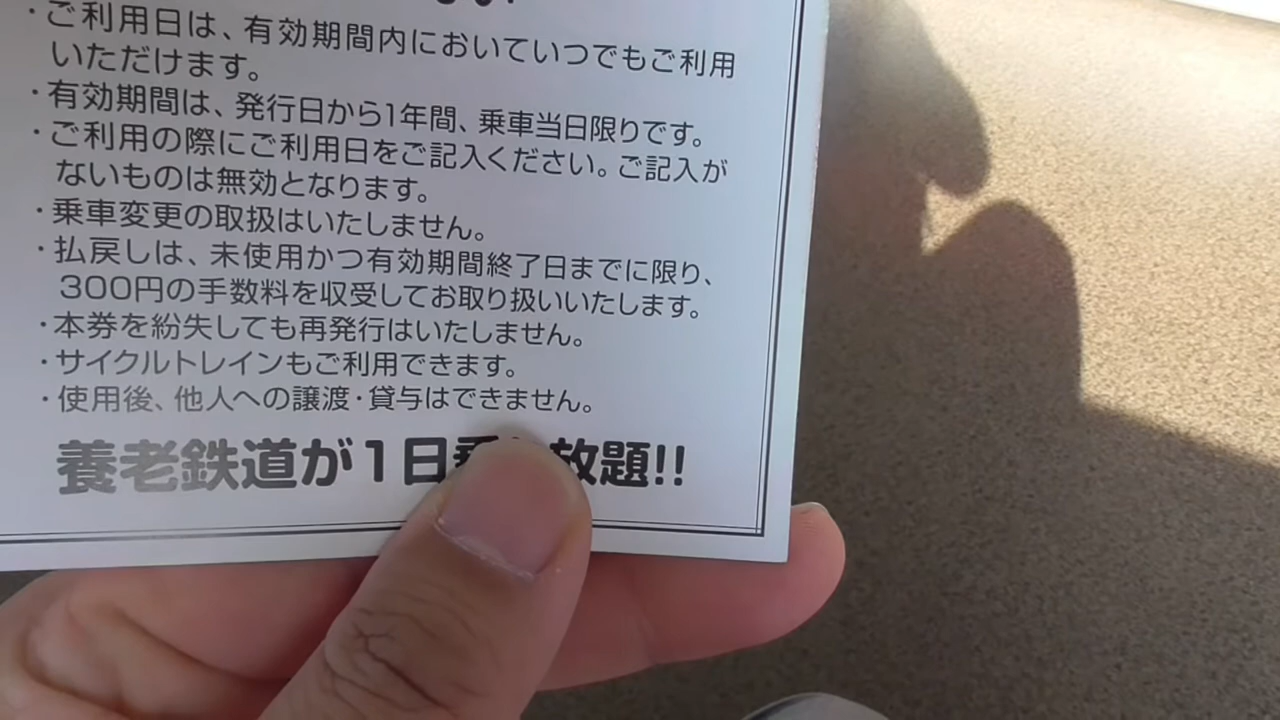 ・ご利用日は、有効期間内においていつでもご利用
いただけます。
・有効期間は、発行日から1年間、乗車当日限りです。
・ご利用の際にご利用日をご記入ください。ご記入が
ないものは無効となります。
・乗車変更の取扱はいたしません。
・払戻しは、未使用かつ有効期間終了日までに限り、
300円の手数料を収受してお取り扱いいたします。
・本券を紛失しても再発行はいたしません。
・サイクルトレインもご利用できます。
・使用後、他人への譲渡・貸与はできません。
養老鉄道が1日 放題!!